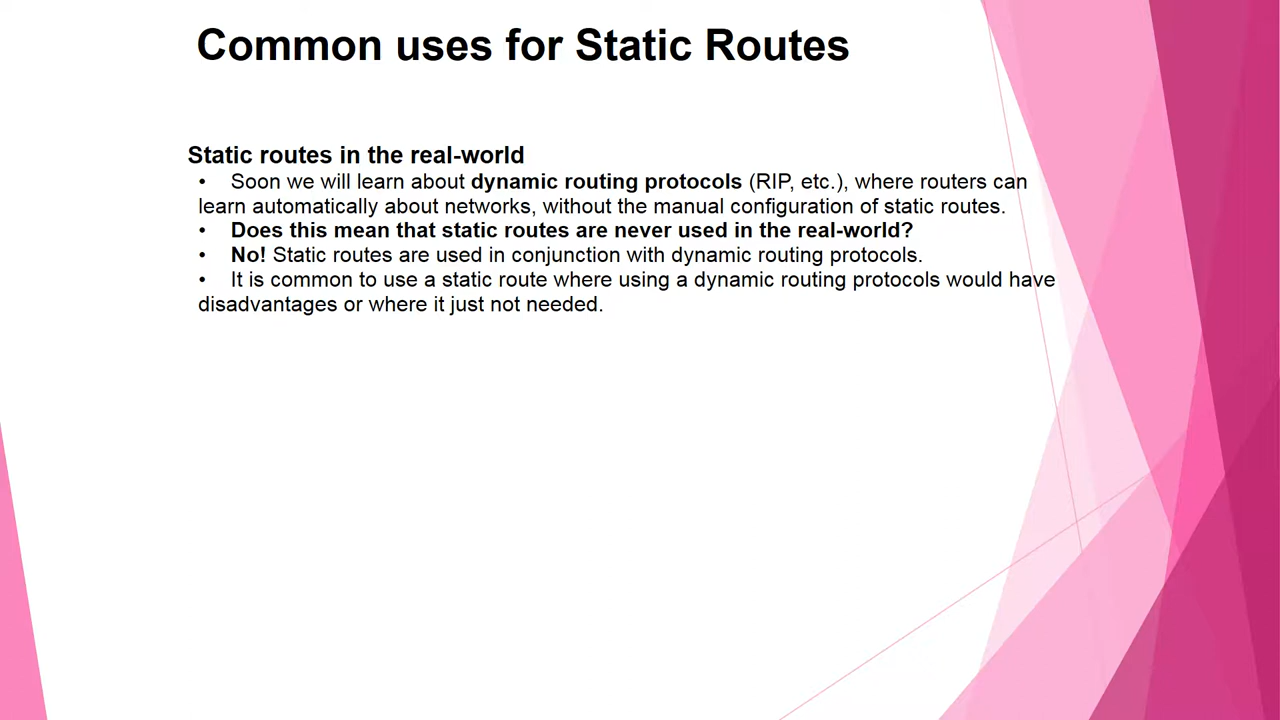 Common uses for Static Routes
Static routes in the real-world
• Soon we will learn about dynamic routing protocols (RIP, etc.), where routers can
learn automatically about networks, without the manual configuration of static routes.
• Does this mean that static routes are never used in the real-world?
• No! Static routes are used in conjunction with dynamic routing protocols.
• It is common to use a static route where using a dynamic routing protocols would have
disadvantages or where it just not needed.